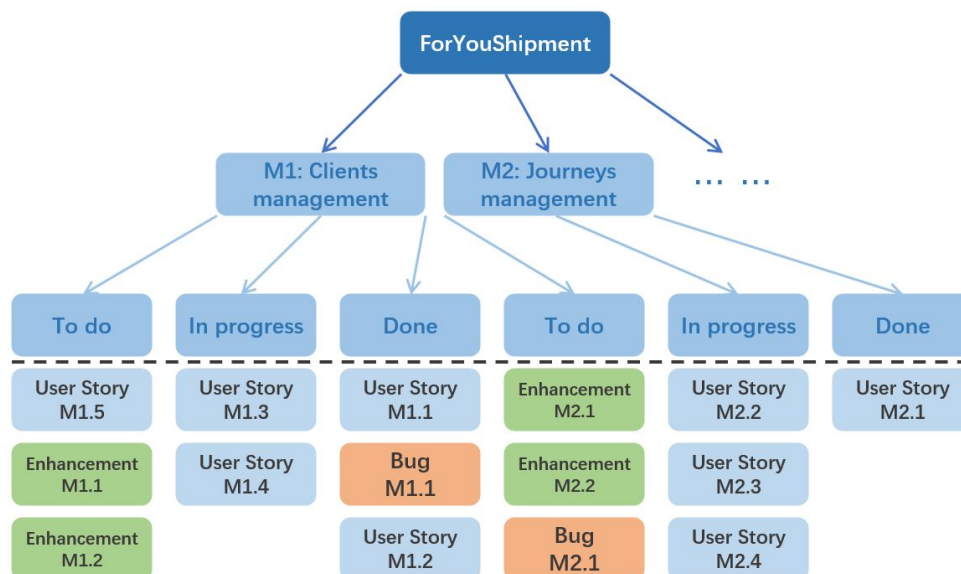 ForYouShipment
M1: Clients
management
M2: Journeys
management
... ...
To do
In progress
Done
To do
In progress
Done
User Story
M1.5
User Story
M1.3
User Story
M1.1
Enhancement
M2.1
User Story
M2.2
User Story
M2.1
Enhancement
M1.1
User Story
M1.4
Bug
M1.1
Enhancement
M2.2
User Story
M2.3
Enhancement
M1.2
User Story
M1.2
Bug
M2.1
User Story
M2.4